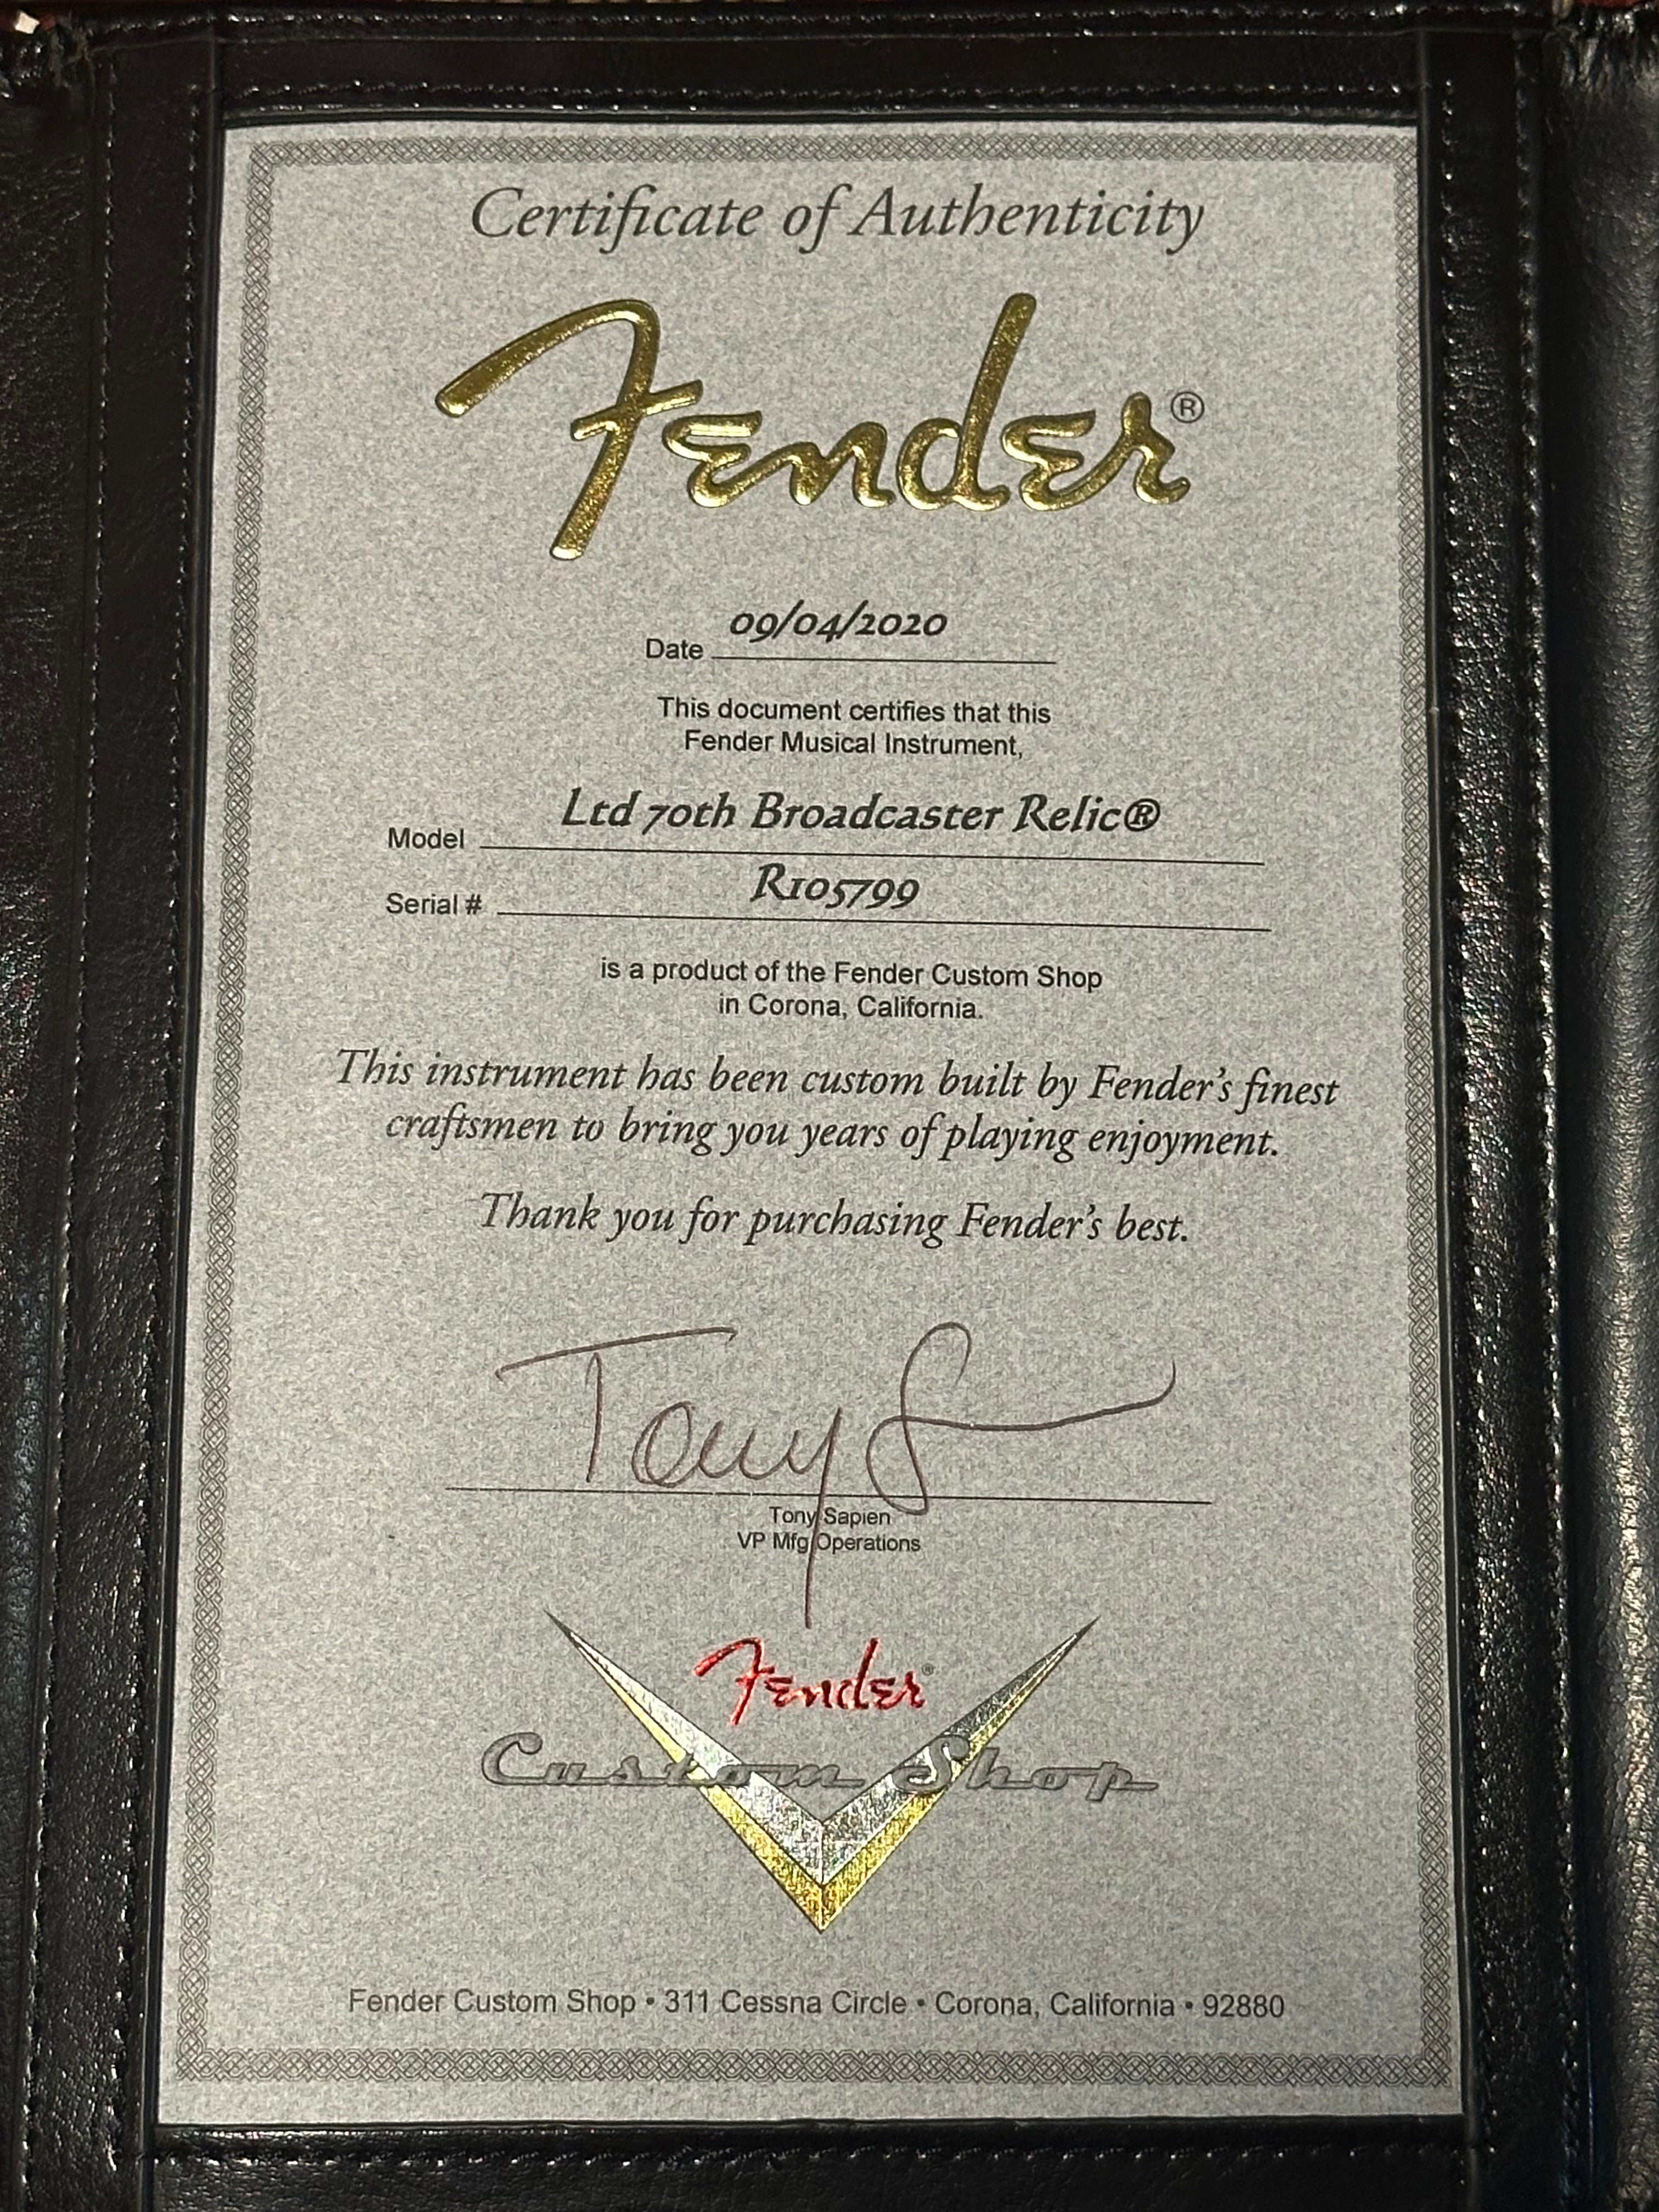 Certificate of Authenticity
Fender®
Date 09/04/2020
This document certifies that this
Fender Musical Instrument,
Model Ltd 70th Broadcaster Relic®
Serial # R105799
is a product of the Fender Custom Shop
in Corona, California.
This instrument has been custom built by Fender's finest
craftsmen to bring you years of playing enjoyment.
Thank you for purchasing Fender's best.
Tony S
Tony Sapien
VP Mfg Operations
Fender®
Custom Shop
Fender Custom Shop • 311 Cessna Circle • Corona, California • 92880